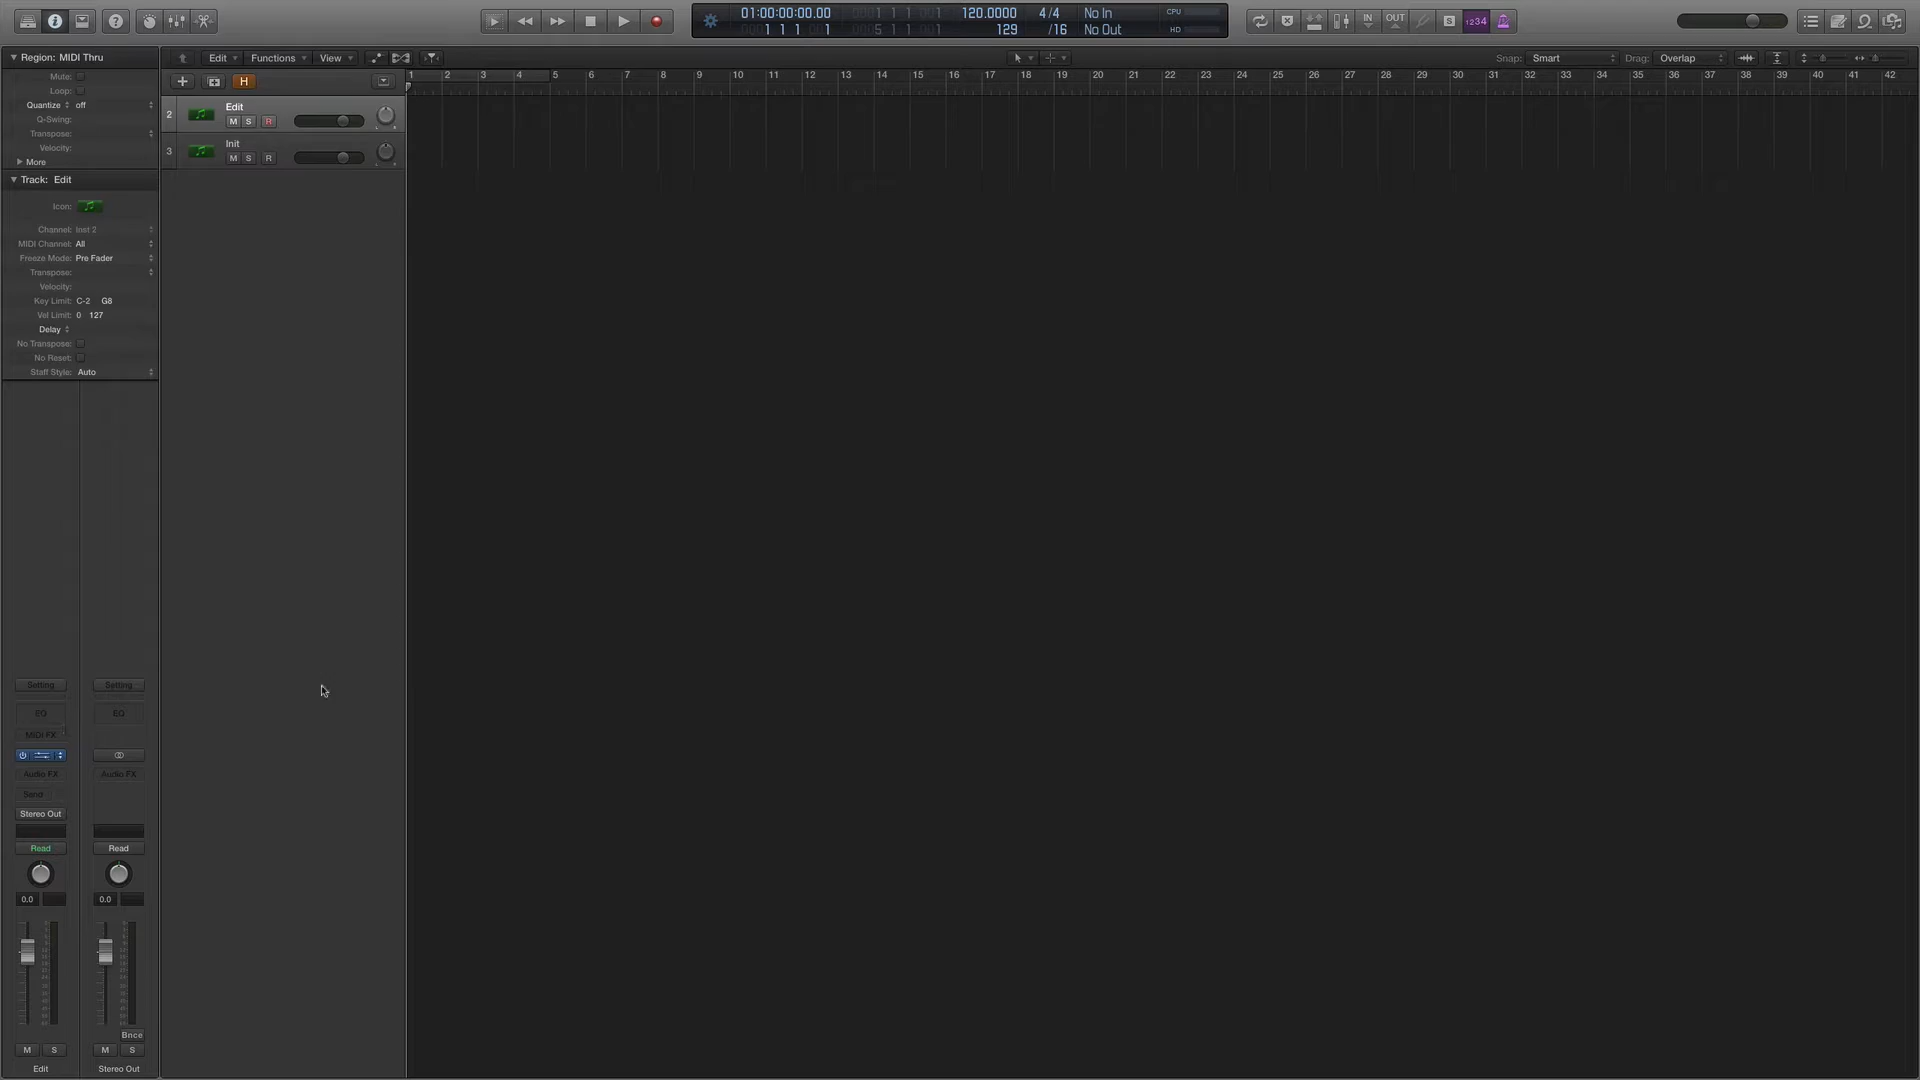 01:00:00:00.00
1 1 1 1
5 1 1 1
120.0000
129
4/4
/16
No In
No Out
CPU
HD
IN
OUT
S
1234
Region: MIDI Thru
Mute:
Loop:
Quantize
off
Q-Swing:
Transpose:
Velocity:
More
Track: Edit
Icon:
Channel: Inst 2
MIDI Channel: All
Freeze Mode: Pre Fader
Transpose:
Velocity:
Key Limit: C-2 G8
Vel Limit: 0 127
Delay
No Transpose:
No Reset:
Staff Style: Auto
Edit
Functions
View
Snap: Smart
Drag: Overlap
H
1 2 3 4 5 6 7 8 9 10 11 12 13 14 15 16 17 18 19 20 21 22 23 24 25 26 27 28 29 30 31 32 33 34 35 36 37 38 39 40 41 42
2
Edit
M S R
3
Init
M S R
Setting
Setting
EQ
EQ
MIDI FX
Audio FX
Audio FX
Send
Stereo Out
Read
Read
0.0
0.0
Bnce
M S
M S
Edit
Stereo Out